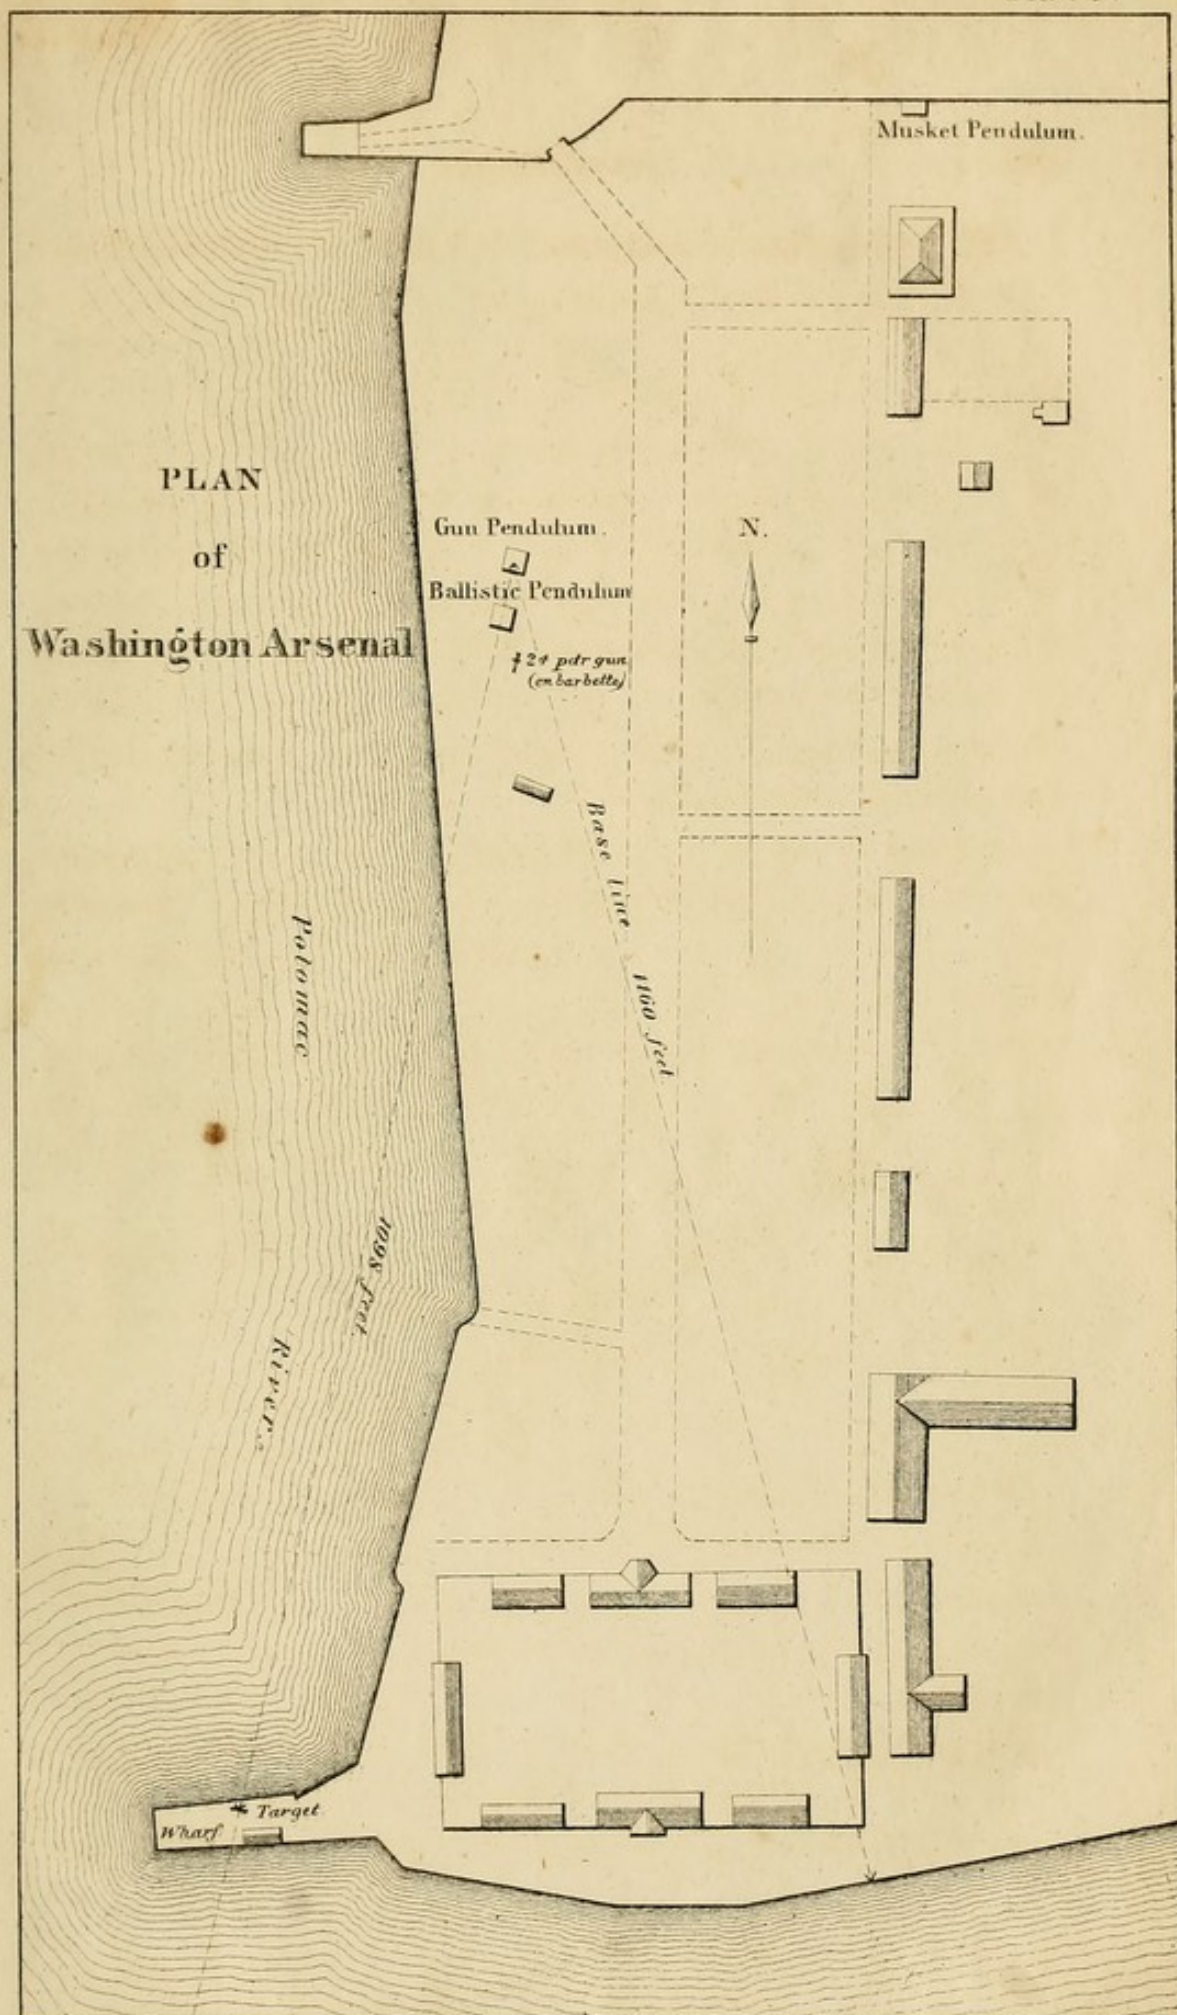 PLAN
of
Washington Arsenal
Musket Pendulum.
Gun Pendulum.
Ballistic Pendulum
N.
24 pdr gun
(en barbette)
Base line 1160 feet.
Potomac
River.
1098 feet.
Target.
Wharf